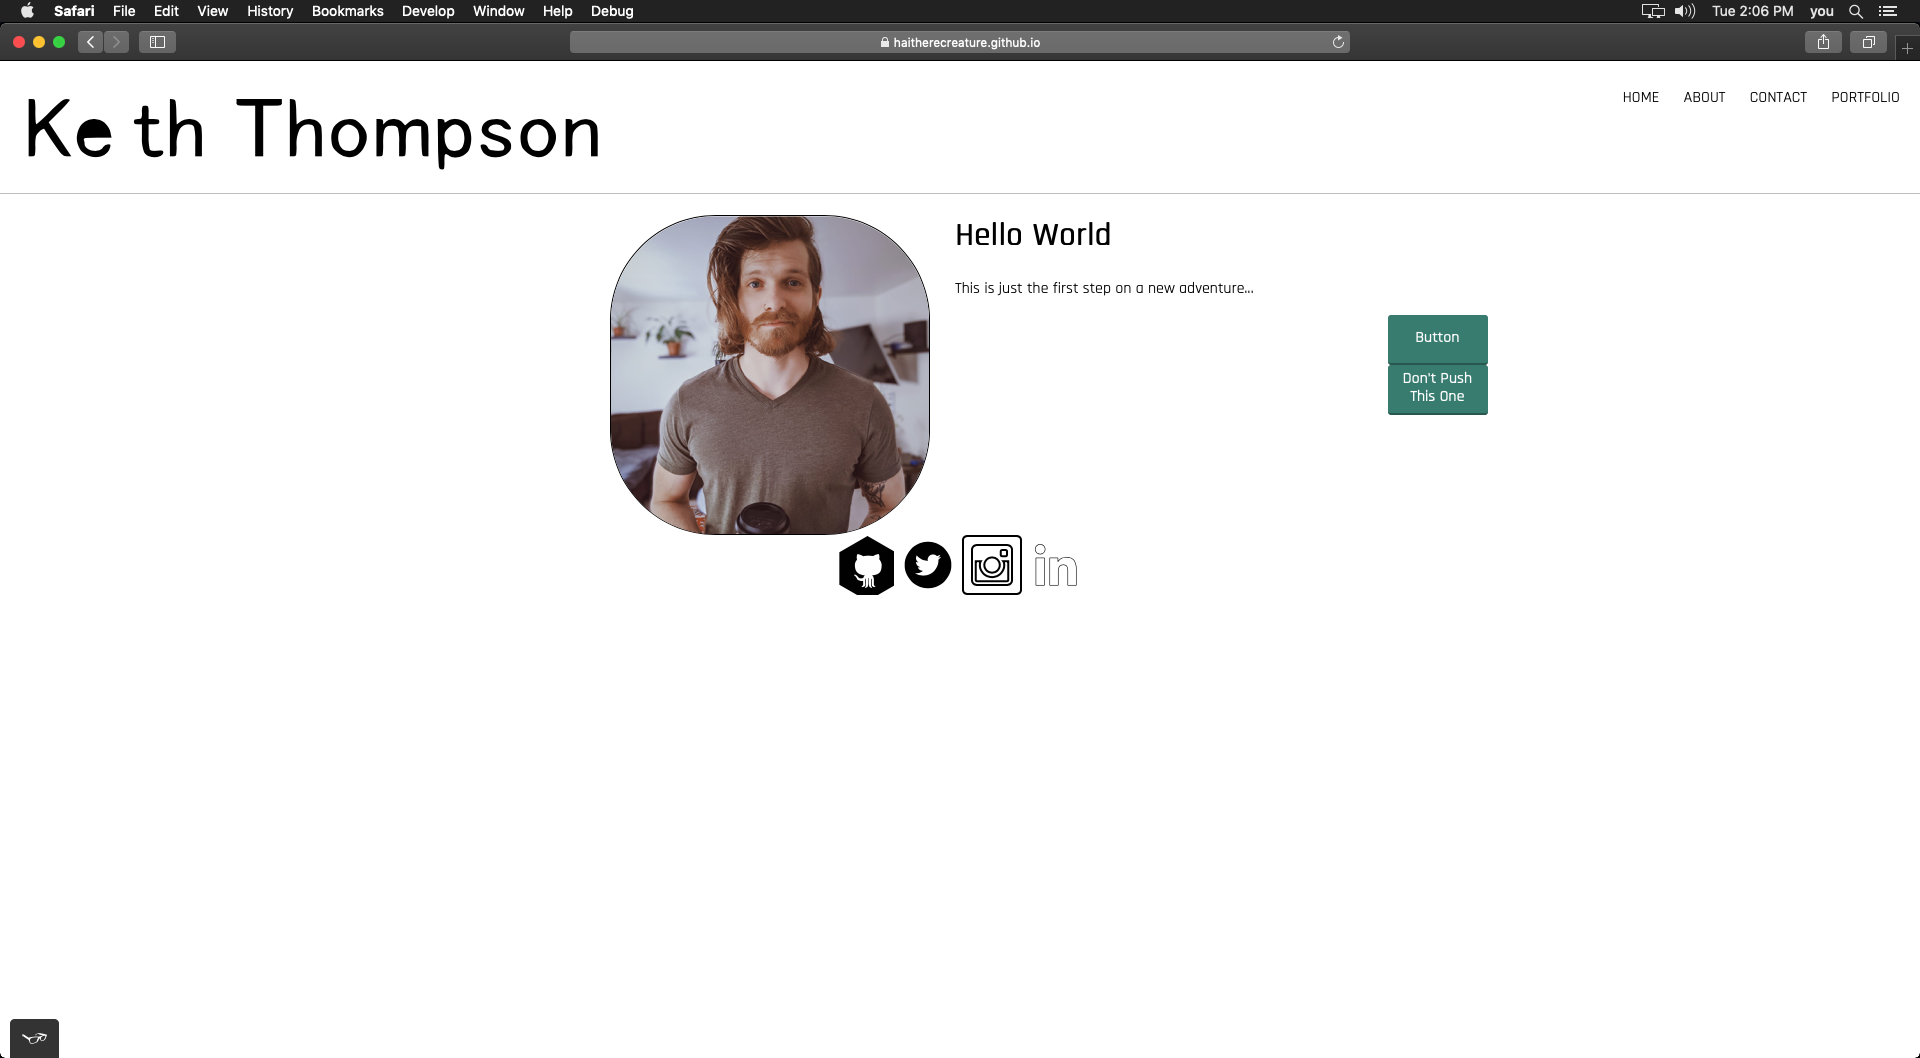 Safari File Edit View History Bookmarks Develop Window Help Debug Tue 2:06 PM you
haitherecreature.github.io
Ke th Thompson
HOME ABOUT CONTACT PORTFOLIO
Hello World
This is just the first step on a new adventure...
Button
Don't Push
This One
in